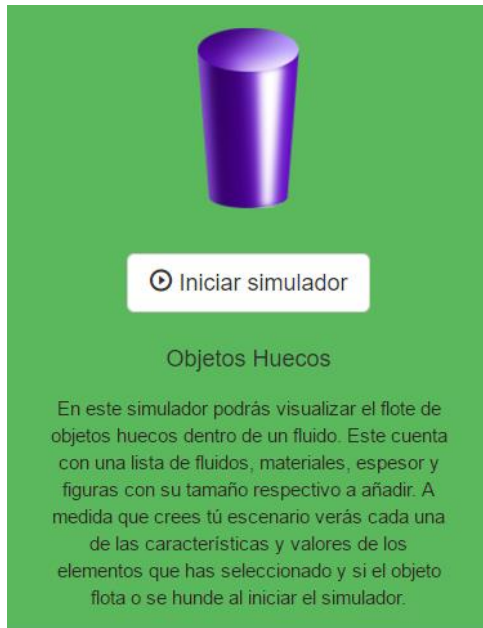 Iniciar simulador
Objetos Huecos
En este simulador podrás visualizar el flote de
objetos huecos dentro de un fluido. Este cuenta
con una lista de fluidos, materiales, espesor y
figuras con su tamaño respectivo a añadir. A
medida que crees tú escenario verás cada una
de las características y valores de los
elementos que has seleccionado y si el objeto
flota o se hunde al iniciar el simulador.